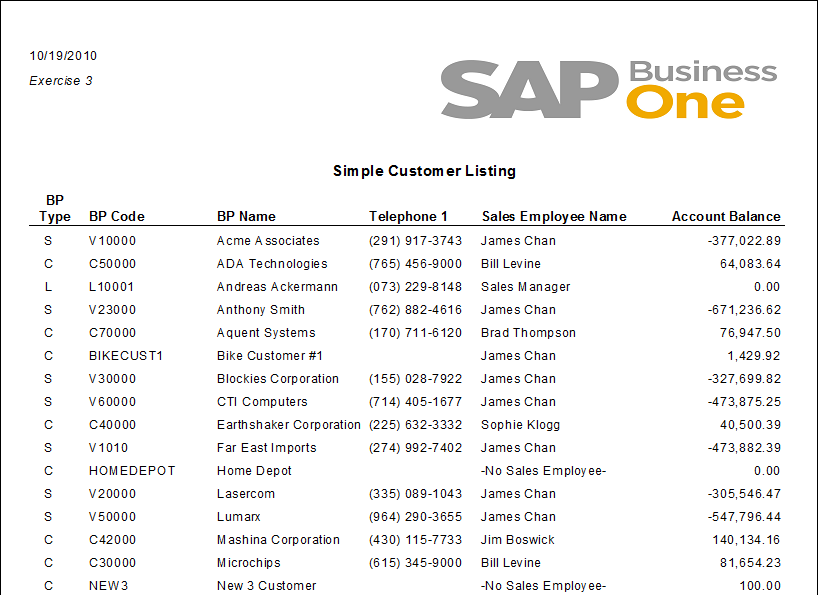 10/19/2010
Exercise 3
SAP Business One
Simple Customer Listing
BP Type BP Code BP Name Telephone 1 Sales Employee Name Account Balance
S V10000 Acme Associates (291) 917-3743 James Chan -377,022.89
C C50000 ADA Technologies (765) 456-9000 Bill Levine 64,083.64
L L10001 Andreas Ackermann (073) 229-8148 Sales Manager 0.00
S V23000 Anthony Smith (762) 882-4616 James Chan -671,236.62
C C70000 Aquent Systems (170) 711-6120 Brad Thompson 76,947.50
C BIKECUST1 Bike Customer #1 James Chan 1,429.92
S V30000 Blockies Corporation (155) 028-7922 James Chan -327,699.82
S V60000 CTI Computers (714) 405-1677 James Chan -473,875.25
C C40000 Earthshaker Corporation (225) 632-3332 Sophie Klogg 40,500.39
S V1010 Far East Imports (274) 992-7402 James Chan -473,882.39
C HOMEDEPOT Home Depot -No Sales Employee- 0.00
S V20000 Lasercom (335) 089-1043 James Chan -305,546.47
S V50000 Lumarx (964) 290-3655 James Chan -547,796.44
C C42000 Mashina Corporation (430) 115-7733 Jim Boswick 140,134.16
C C30000 Microchips (615) 345-9000 Bill Levine 81,654.23
C NEW3 New 3 Customer -No Sales Employee- 100.00